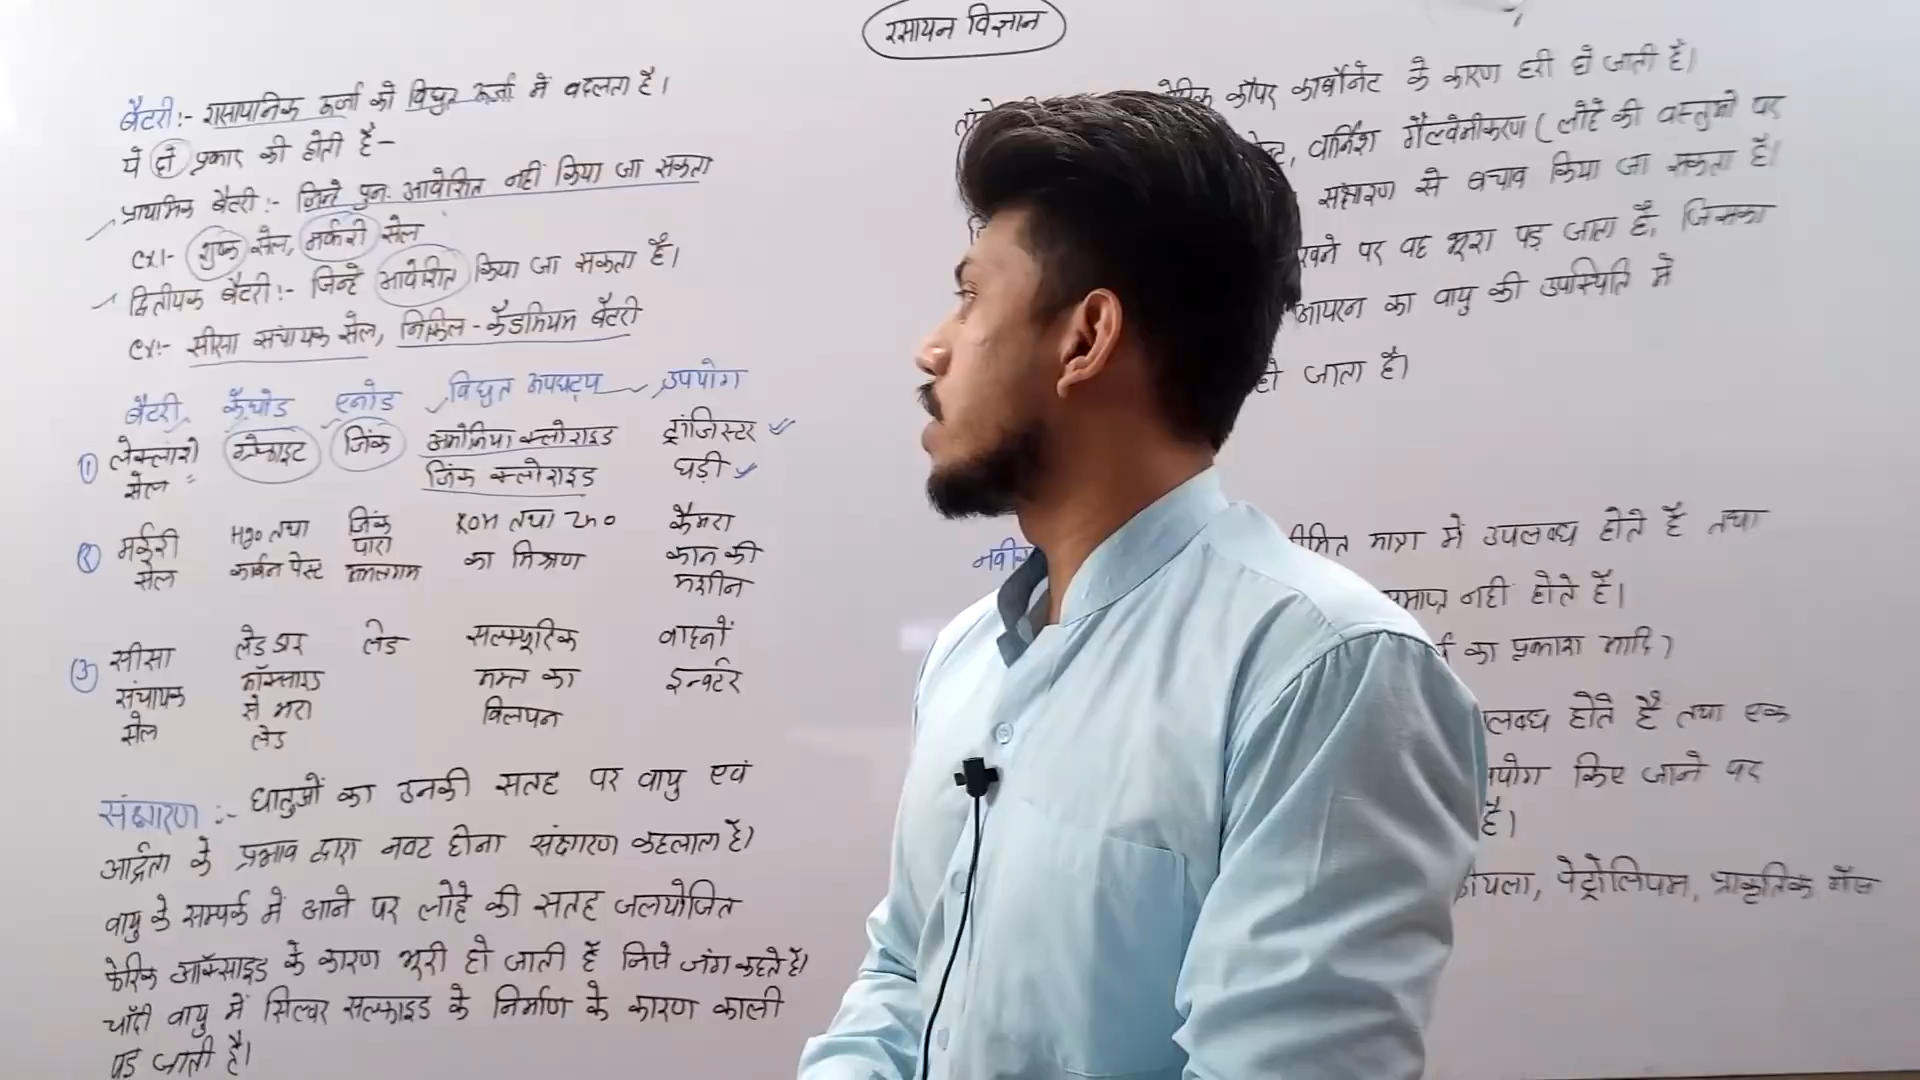 रसायन विज्ञान
बैटरी:- रासायनिक ऊर्जा को विद्युत ऊर्जा में बदलता है।
ये दो प्रकार की होती है-
प्राथमिक बैटरी:- जिन्हे पुन: आवेशित नहीं किया जा सकता
ex:- शुष्क सेल, मर्करी सेल
द्वितीयक बैटरी:- जिन्हे आवेशित किया जा सकता है।
ex:- सीसा संचायक सेल, निकिल-कैडमियम बैटरी
बैटरी कैथोड एनोड विद्युत अपघट्य उपयोग
① लेक्लांशे ग्रेफाइट जिंक अमोनिया क्लोराइड ट्रांजिस्टर
सेल जिंक क्लोराइड घड़ी
② मर्करी HgO तथा जिंक KOH तथा ZnO कैमरा
सेल कार्बन पेस्ट पारा अमलगम का मिश्रण कान की
मशीन
③ सीसा लेड डाइ लेड सल्फ्यूरिक वाहनों
संचायक ऑक्साइड अम्ल का इन्वर्टर
सेल से भरा विलयन
लेड
संक्षारण:- धातुओं का उनकी सतह पर वायु एवं
आर्द्रता के प्रभाव द्वारा नष्ट होना संक्षारण कहलाता है।
वायु के सम्पर्क में आने पर लोहे की सतह जलयोजित
फेरिक ऑक्साइड के कारण भूरी हो जाती है जिसे जंग कहते है।
चाँदी वायु में सिल्वर सल्फाइड के निर्माण के कारण काली
पड जाती है।
कॉपर कार्बोनेट के कारण हरी हो जाती है।
वार्निश गैल्वेनीकरण (लोहे की वस्तुओ पर
संक्षारण से बचाव किया जा सकता है।
पर वह भूरा पड़ जाता है, जिसका
आयरन का वायु की उपस्थिति में
हो जाता है।
मात्रा में उपलब्ध होते है तथा
नही होते है।
का प्रकाश आदि)
होते है तथा एक
किए जाने पर
है।
पेट्रोलियम, प्राकृतिक गैस